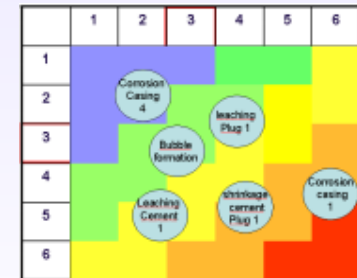 1 2 3 4 5 6
1
Corrosion
Casing
4
2
leaching
Plug 1
3
Bubble
formation
4
Corrosion
casing
1
Leaching
Cement
1
shrinkage
cement
Plug 1
5
6